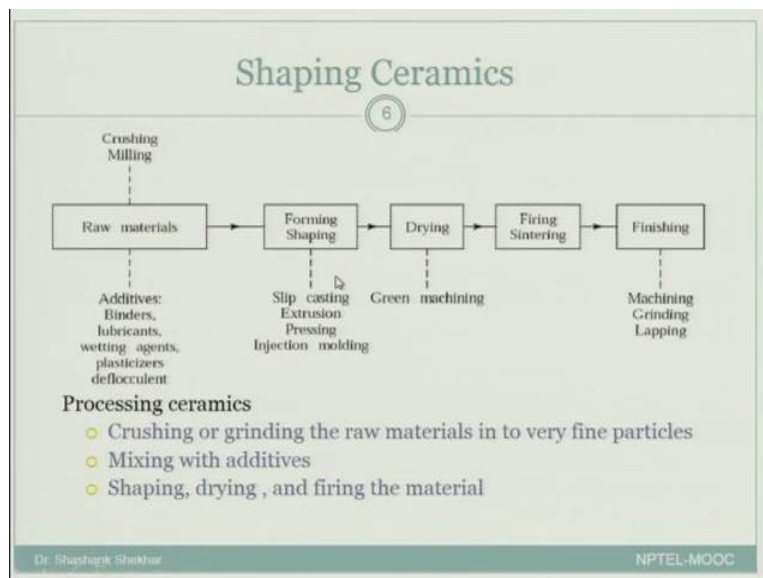 Shaping Ceramics
6
Crushing
Milling
Raw materials
Forming
Shaping
Drying
Firing
Sintering
Finishing
Additives:
Binders,
lubricants,
wetting agents,
plasticizers
deflocculent
Slip casting
Extrusion
Pressing
Injection molding
Green machining
Machining
Grinding
Lapping
Processing ceramics
Crushing or grinding the raw materials in to very fine particles
Mixing with additives
Shaping, drying , and firing the material
Dr. Shashank Shekhar
NPTEL-MOOC